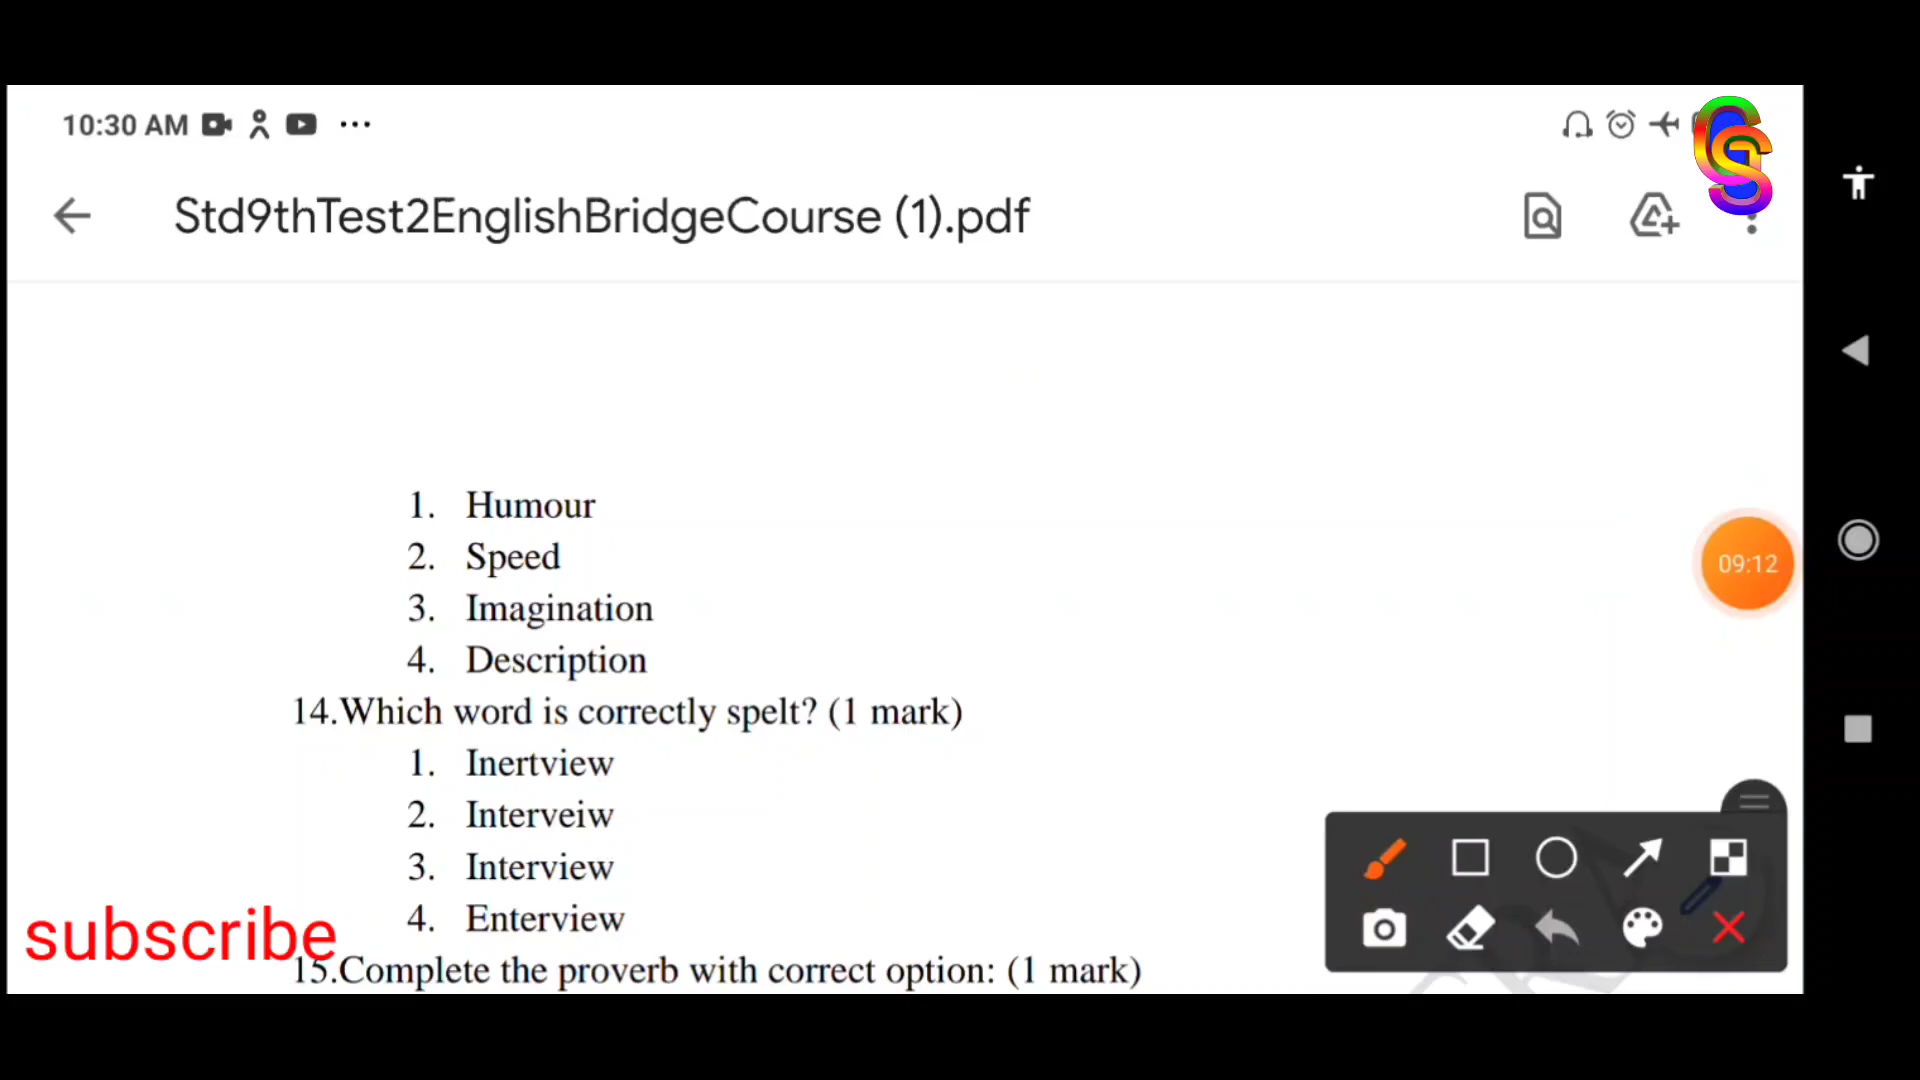 10:30 AM
Std9thTest2EnglishBridgeCourse (1).pdf
1. Humour
2. Speed
3. Imagination
4. Description
09:12
14.Which word is correctly spelt? (1 mark)
1. Inertview
2. Interveiw
3. Interview
4. Enterview
subscribe
15.Complete the proverb with correct option: (1 mark)